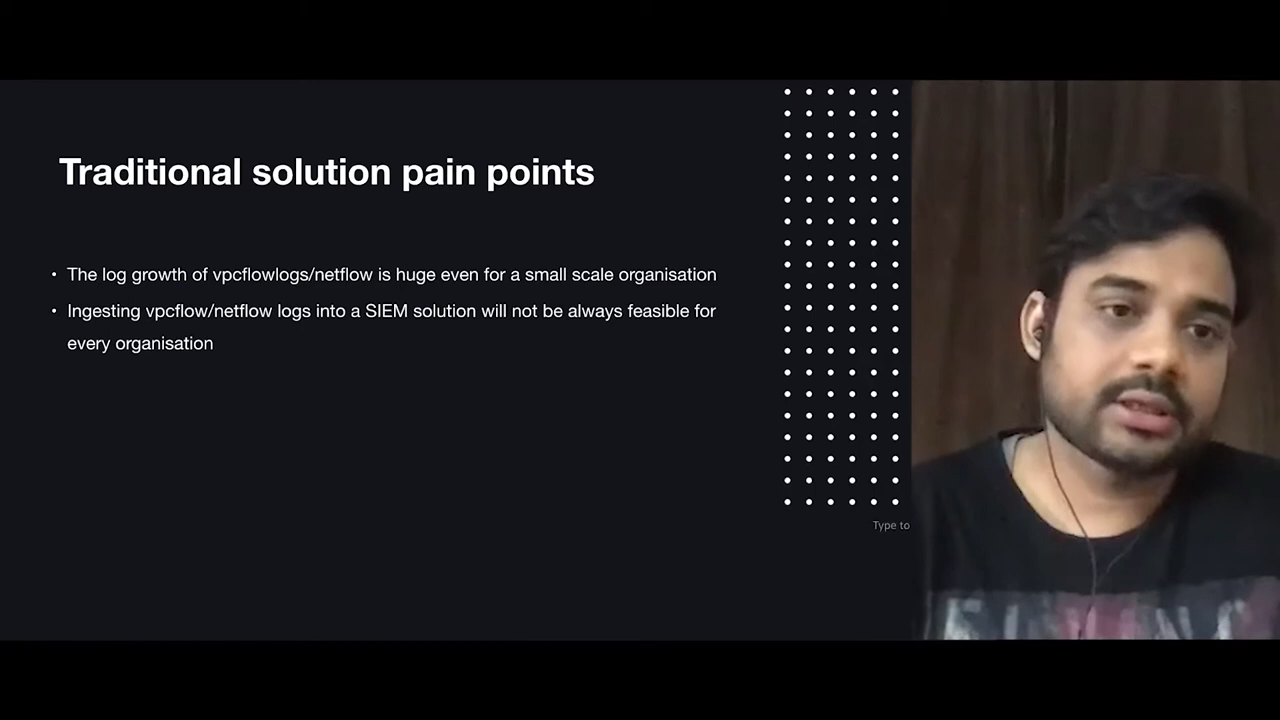 Traditional solution pain points
• The log growth of vpcflowlogs/netflow is huge even for a small scale organisation
• Ingesting vpcflow/netflow logs into a SIEM solution will not be always feasible for
every organisation
Type to